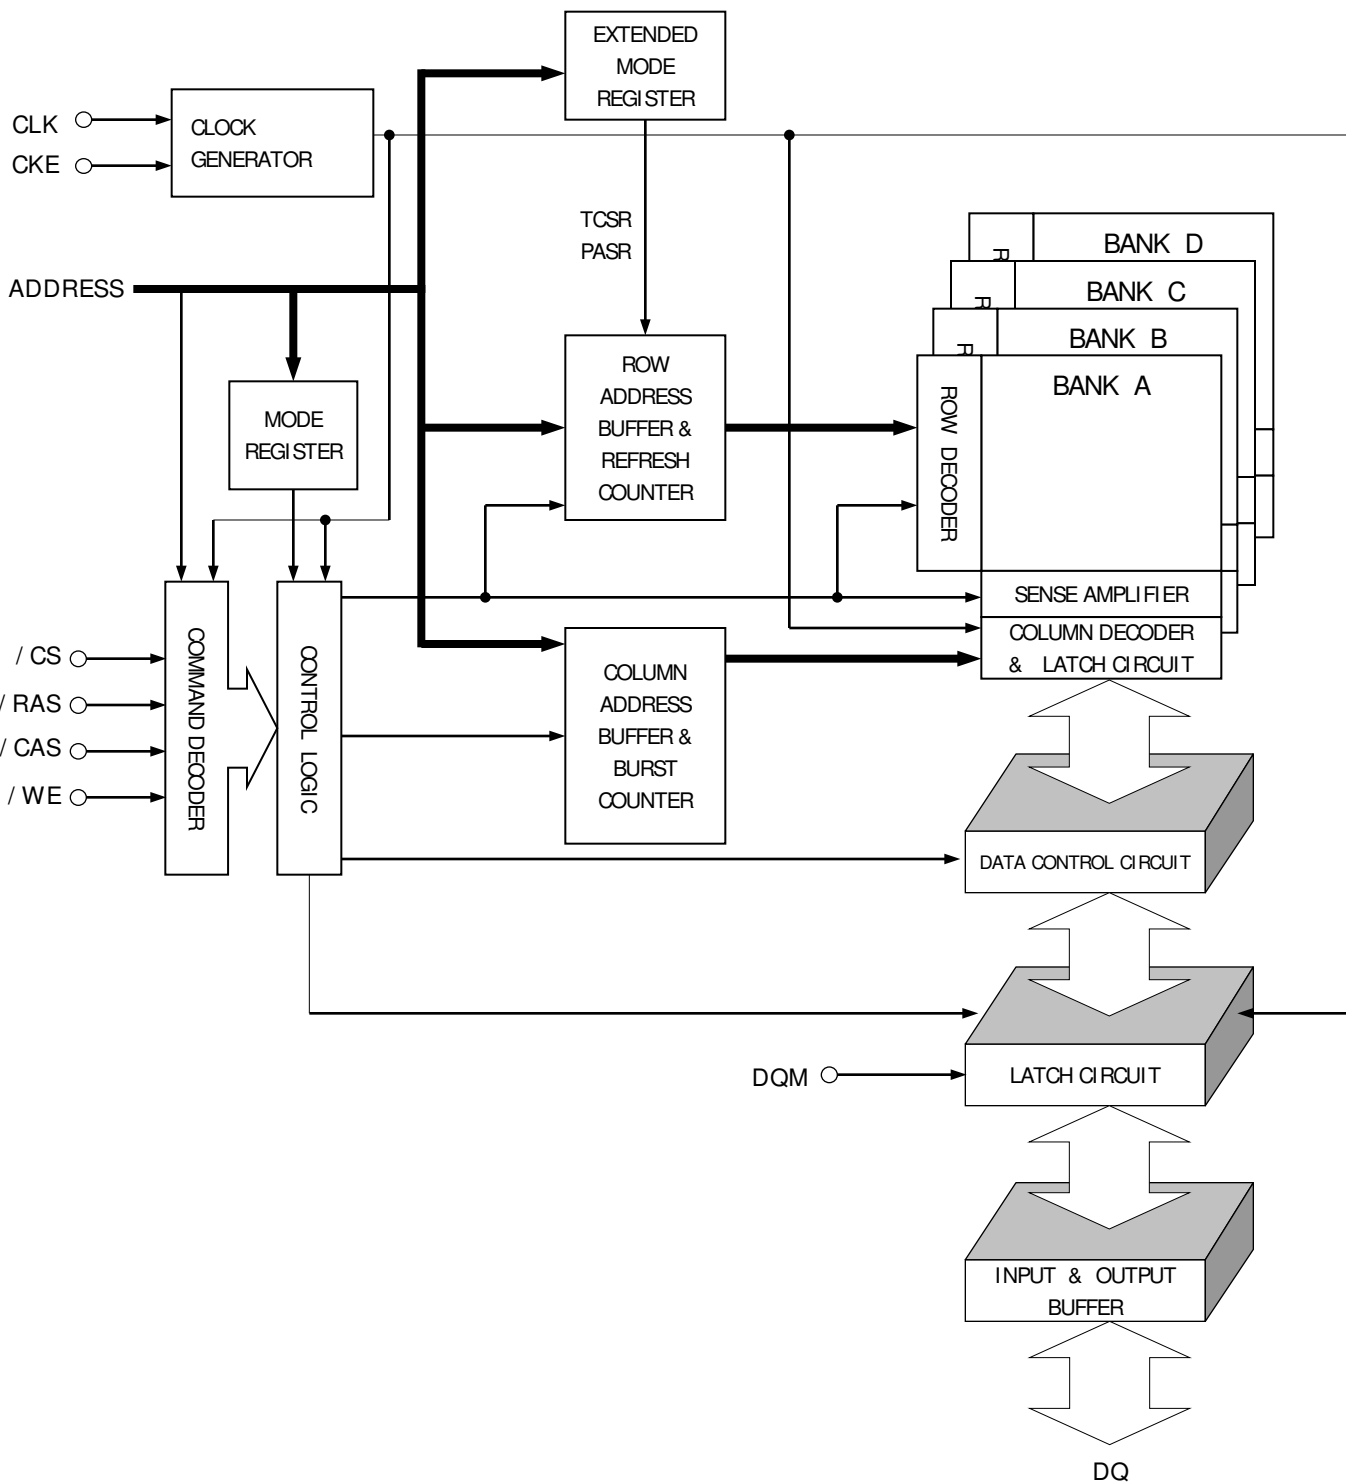 EXTENDED
MODE
REGISTER
CLK
CKE
CLOCK
GENERATOR
TCSR
PASR
ADDRESS
R
BANK D
R
BANK C
R
BANK B
BANK A
ROW DECODER
ROW
ADDRESS
BUFFER &
REFRESH
COUNTER
MODE
REGISTER
SENSE AMPLIFIER
COLUMN DECODER
& LATCH CIRCUIT
/ CS
/ RAS
/ CAS
/ WE
COMMAND DECODER
CONTROL LOGIC
COLUMN
ADDRESS
BUFFER &
BURST
COUNTER
DATA CONTROL CIRCUIT
LATCH CIRCUIT
DQM
INPUT & OUTPUT
BUFFER
DQ